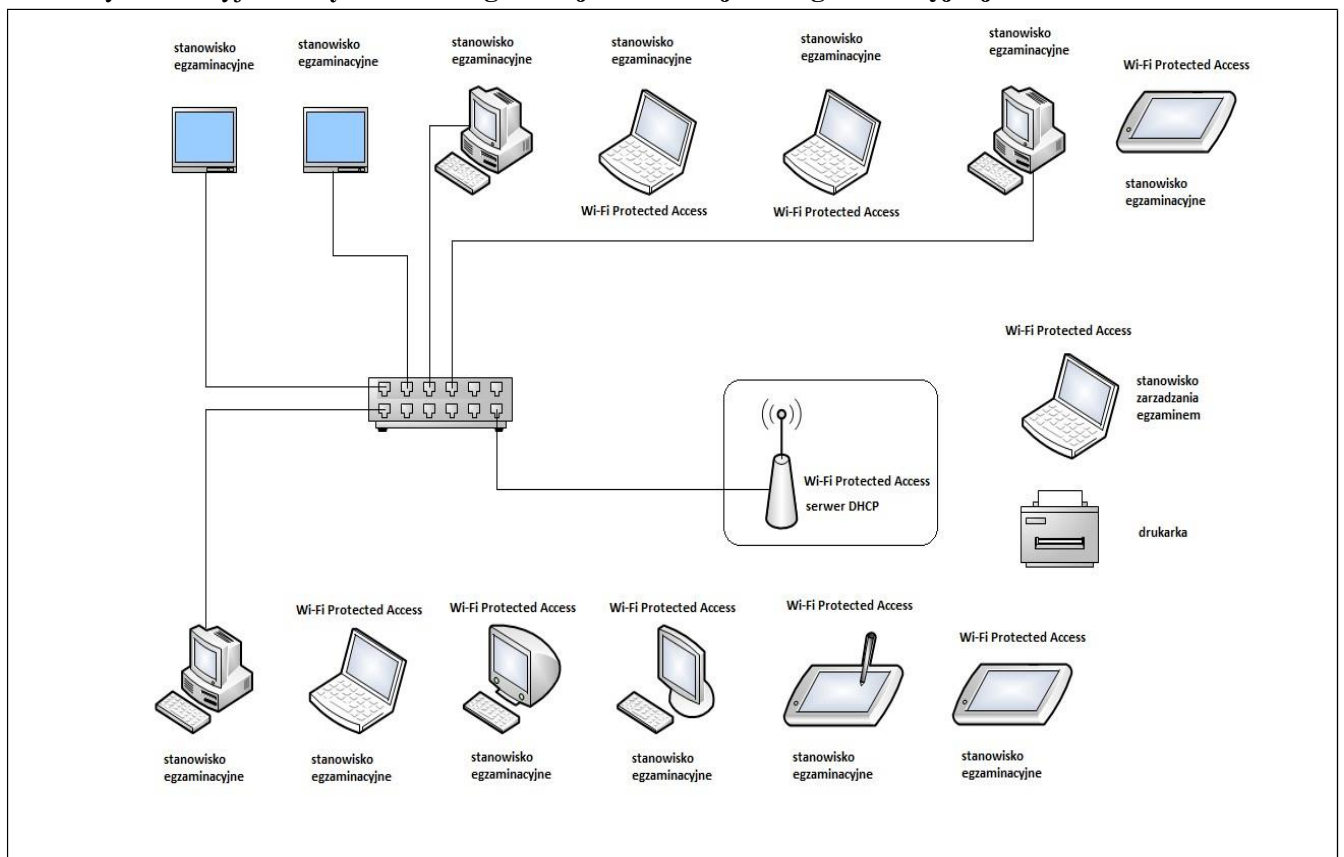 stanowisko
egzaminacyjne
stanowisko
egzaminacyjne
stanowisko
egzaminacyjne
stanowisko
egzaminacyjne
stanowisko
egzaminacyjne
stanowisko
egzaminacyjne
Wi-Fi Protected Access
stanowisko
egzaminacyjne
Wi-Fi Protected Access
Wi-Fi Protected Access
Wi-Fi Protected Access
stanowisko
zarzadzania
egzaminem
Wi-Fi Protected Access
serwer DHCP
drukarka
Wi-Fi Protected Access
Wi-Fi Protected Access
Wi-Fi Protected Access
Wi-Fi Protected Access
Wi-Fi Protected Access
stanowisko
egzaminacyjne
stanowisko
egzaminacyjne
stanowisko
egzaminacyjne
stanowisko
egzaminacyjne
stanowisko
egzaminacyjne
stanowisko
egzaminacyjne